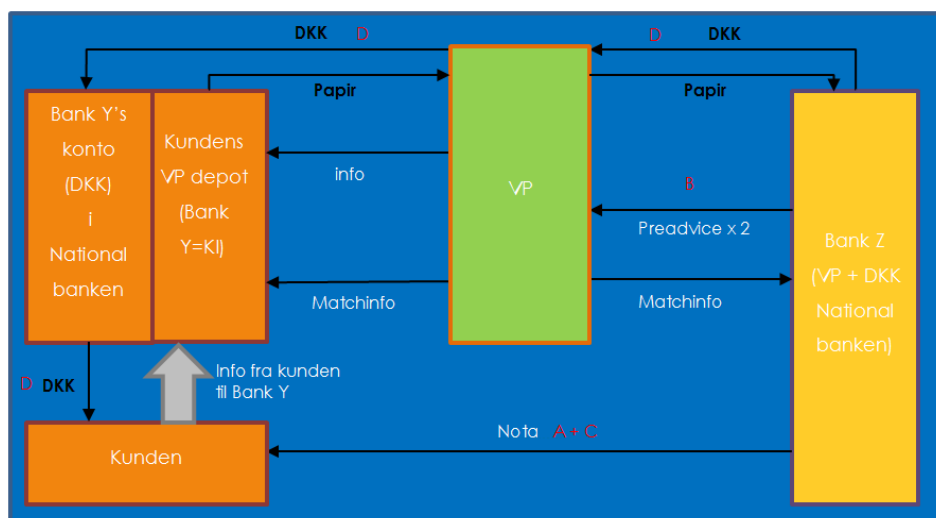 DKK D
D DKK
Papir
Papir
Bank Y's
konto
(DKK)
i
National
banken
Kundens
VP depot
(Bank
Y=KI)
info
VP
B
Preadvice x 2
Bank Z
(VP + DKK
National
banken)
Matchinfo
Matchinfo
D DKK
Info fra kunden
til Bank Y
Nota A + C
Kunden